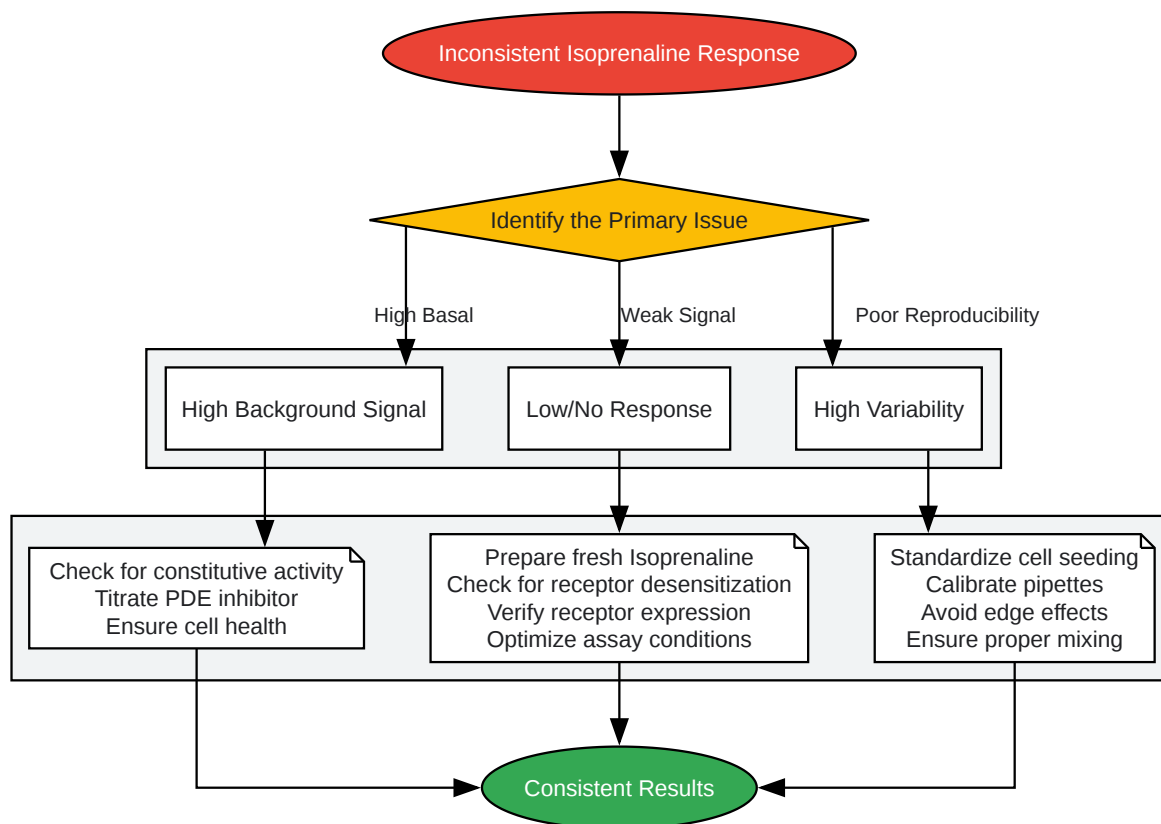 Inconsistent Isoprenaline Response
Identify the Primary Issue
High Basal
Weak Signal
Poor Reproducibility
High Background Signal
Low/No Response
High Variability
Check for constitutive activity
Titrate PDE inhibitor
Ensure cell health
Prepare fresh Isoprenaline
Check for receptor desensitization
Verify receptor expression
Optimize assay conditions
Standardize cell seeding
Calibrate pipettes
Avoid edge effects
Ensure proper mixing
Consistent Results